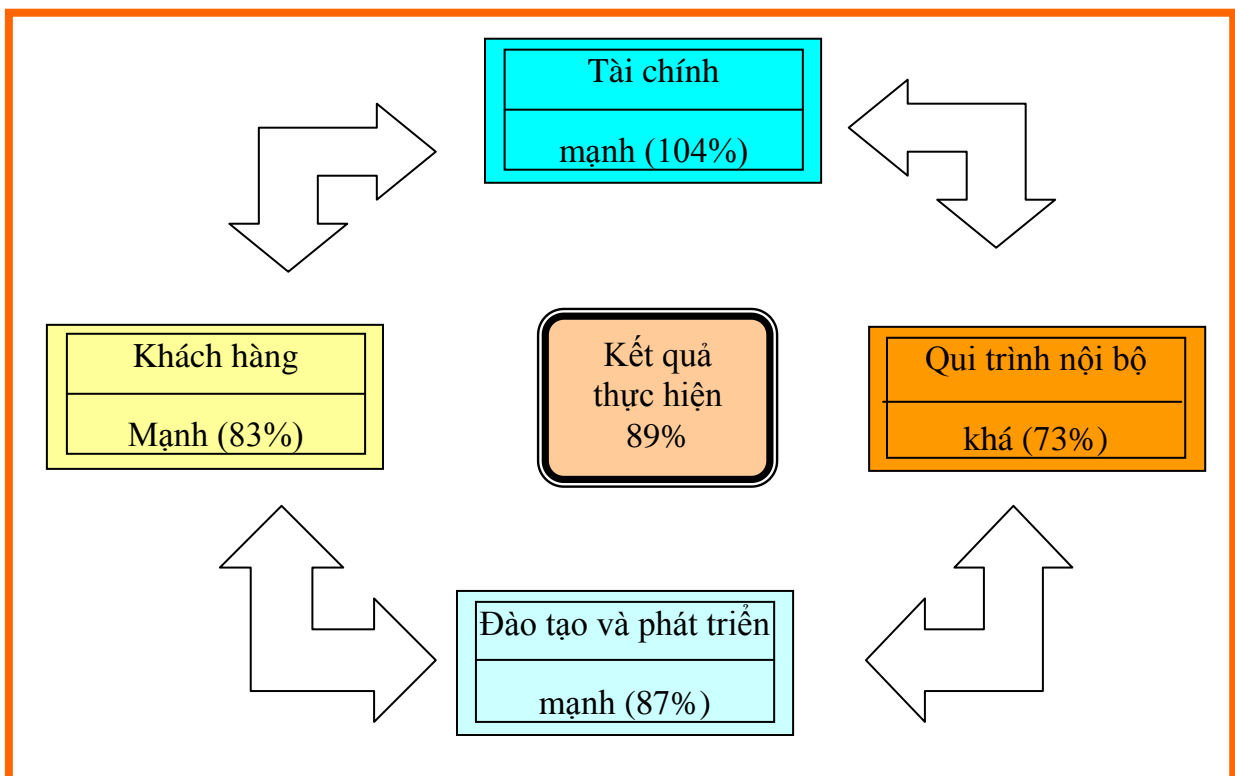 Tài chính
mạnh (104%)
Khách hàng
Mạnh (83%)
Kết quả
thực hiện
89%
Qui trình nội bộ
khá (73%)
Đào tạo và phát triển
mạnh (87%)